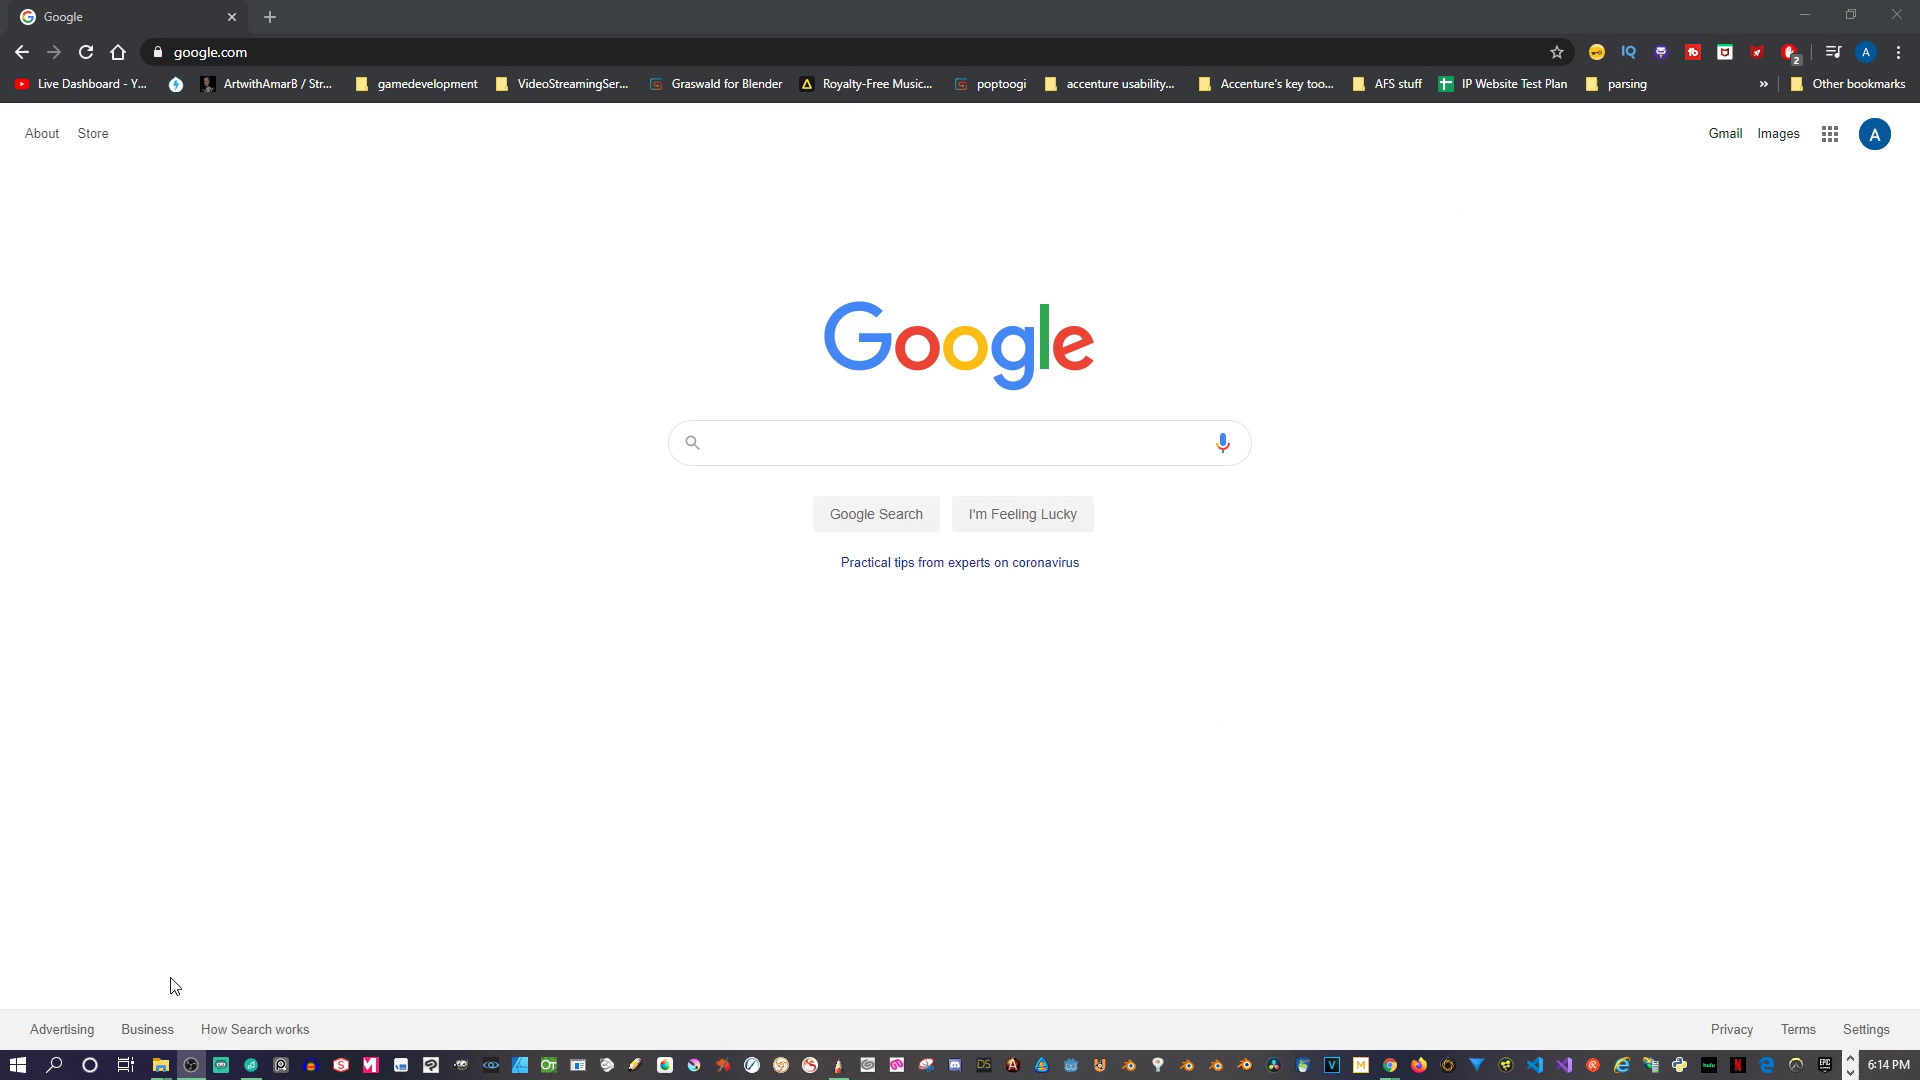 Google
google.com
2
A
Live Dashboard - Y...
ArtwithAmarB / Str...
gamedevelopment
VideoStreamingSer...
Graswald for Blender
Royalty-Free Music...
poptoogi
accenture usability...
Accenture's key too...
AFS stuff
IP Website Test Plan
parsing
»
Other bookmarks
About
Store
Gmail
Images
A
Google
Google Search
I'm Feeling Lucky
Practical tips from experts on coronavirus
Advertising
Business
How Search works
Privacy
Terms
Settings
6:14 PM